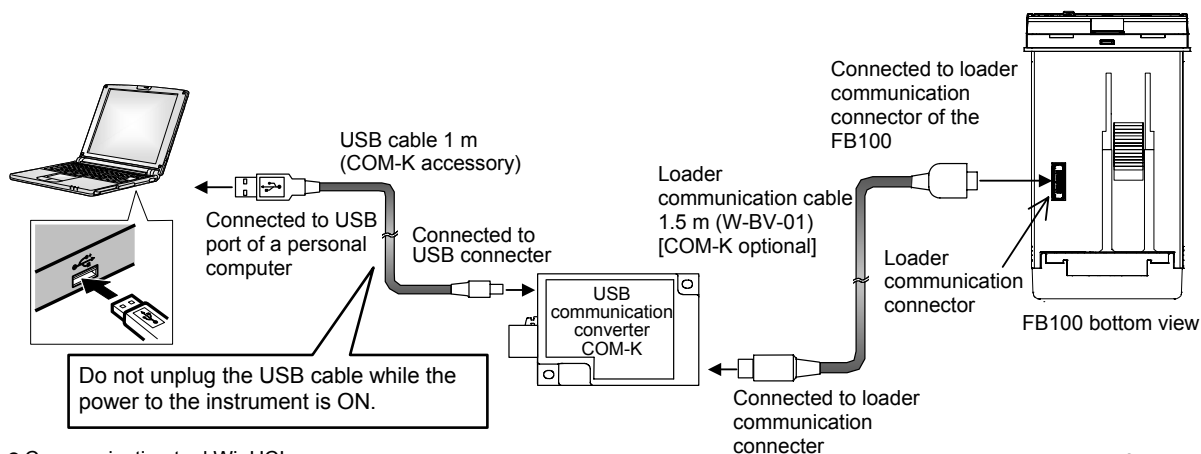 USB cable 1 m
(COM-K accessory)
Connected to USB
port of a personal
computer
Connected to
USB connecter
Do not unplug the USB cable while the
power to the instrument is ON.
USB
communication
converter
COM-K
Loader
communication cable
1.5 m (W-BV-01)
[COM-K optional]
Connected to loader
communication
connecter
Connected to loader
communication
connector of the
FB100
Loader
communication
connector
FB100 bottom view